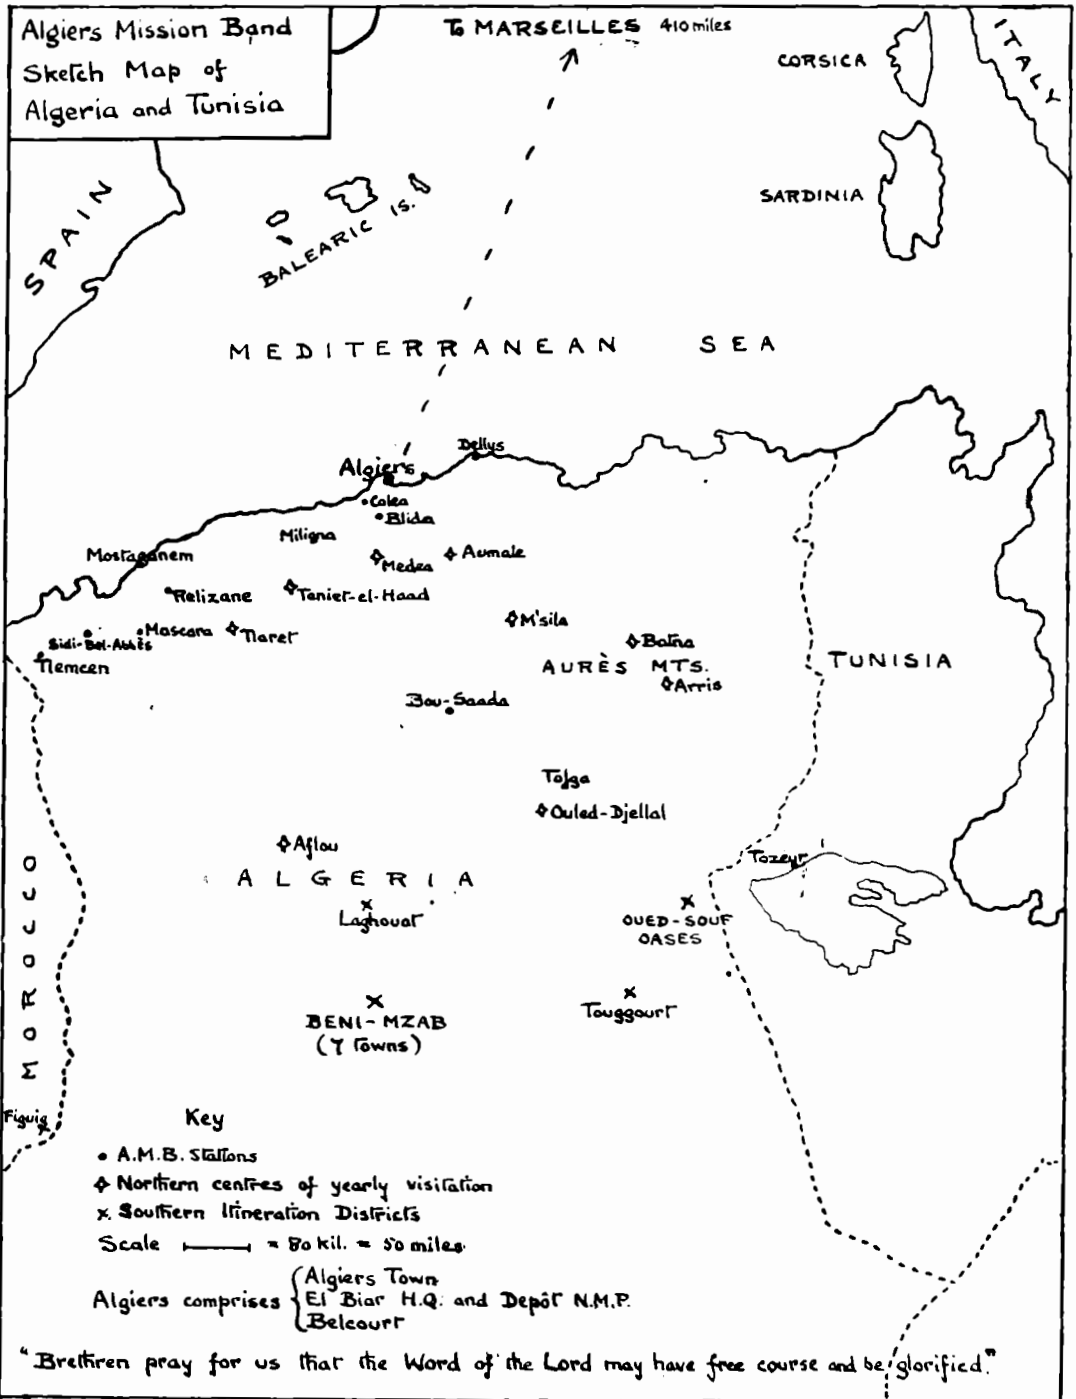 Algiers Mission Band
Sketch Map of
Algeria and Tunisia
To MARSEILLES 410 miles
CORSICA
ITALY
SARDINIA
SPAIN
BALEARIC IS.
MEDITERRANEAN SEA
Dellys
Algiers
Colea
Blida
Miligna
Mostaganem
Medea
Aumale
Relizane
Teniet-el-Haad
M'sila
Mascara
Tiaret
Sidi-Bel-Abbès
Tlemcen
Batna
AURÈS MTS.
Arris
TUNISIA
Bou-Saada
Tolga
Ouled-Djellal
Aflou
Tozeur
ALGERIA
MOROCCO
Laghouat
OUED-SOUF
OASES
Touggourt
BENI-MZAB
(7 Towns)
Figuig
Key
A.M.B. Stations
Northern centres of yearly visitation
x. Southern Itineration Districts
Scale = 80 kil. = 50 miles.
Algiers comprises
Algiers Town
El Biar H.Q. and Depôt N.M.P.
Belcourt
"Brethren pray for us that the Word of the Lord may have free course and be glorified."